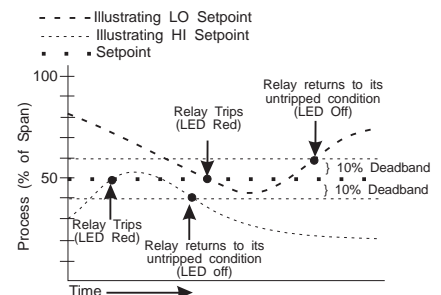 Illustrating LO Setpoint
Illustrating HI Setpoint
Setpoint
100
Process (% of Span)
50
Relay Trips
(LED Red)
Relay returns to its
untripped condition
(LED Off)
} 10% Deadband
} 10% Deadband
Relay Trips
(LED Red)
Relay returns to its
untripped condition
(LED off)
Time